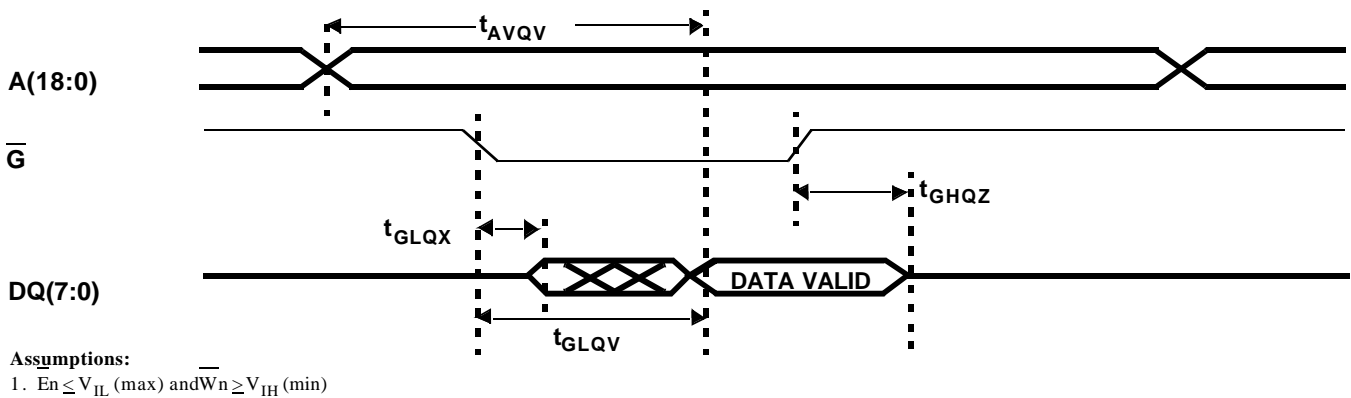 tAVQV
A(18:0)
G
tGHQZ
tGLQX
DQ(7:0)
DATA VALID
tGLQV
Assumptions:
1. En ≤ VIL (max) and Wn ≥ VIH (min)